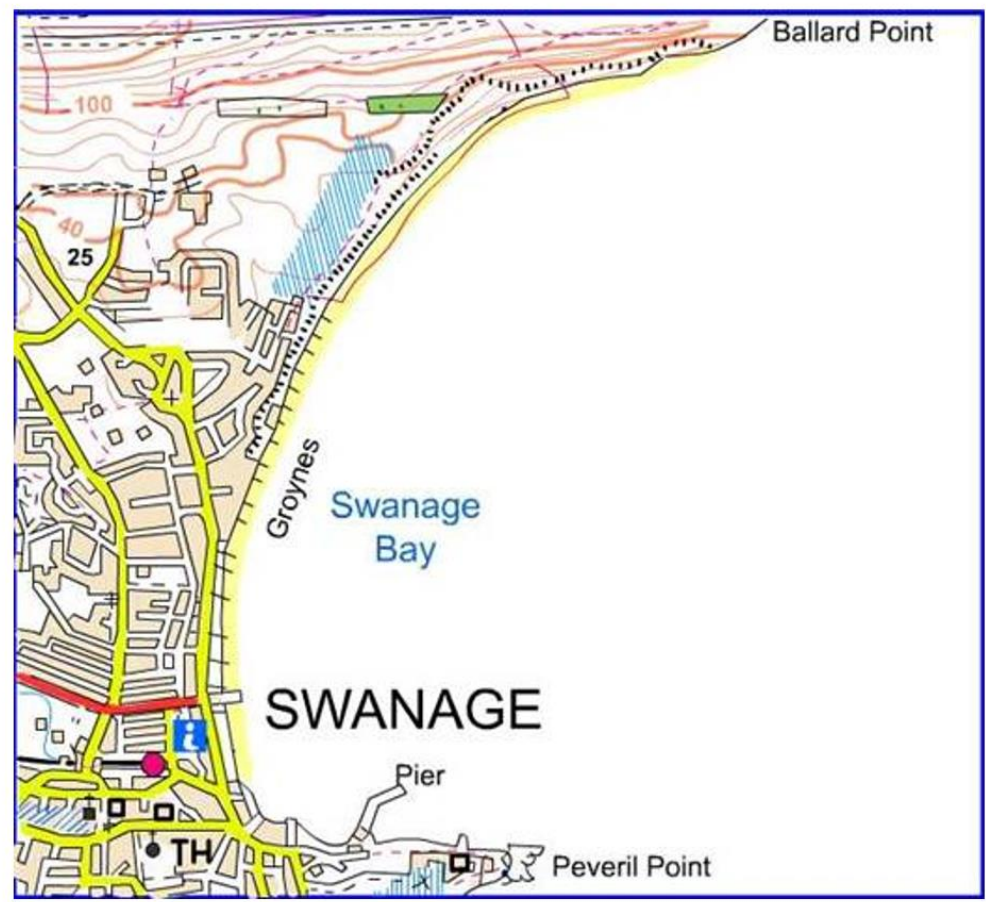 Ballard Point
100
40
25
Groynes
Swanage
Bay
SWANAGE
i
Pier
TH
Peveril Point